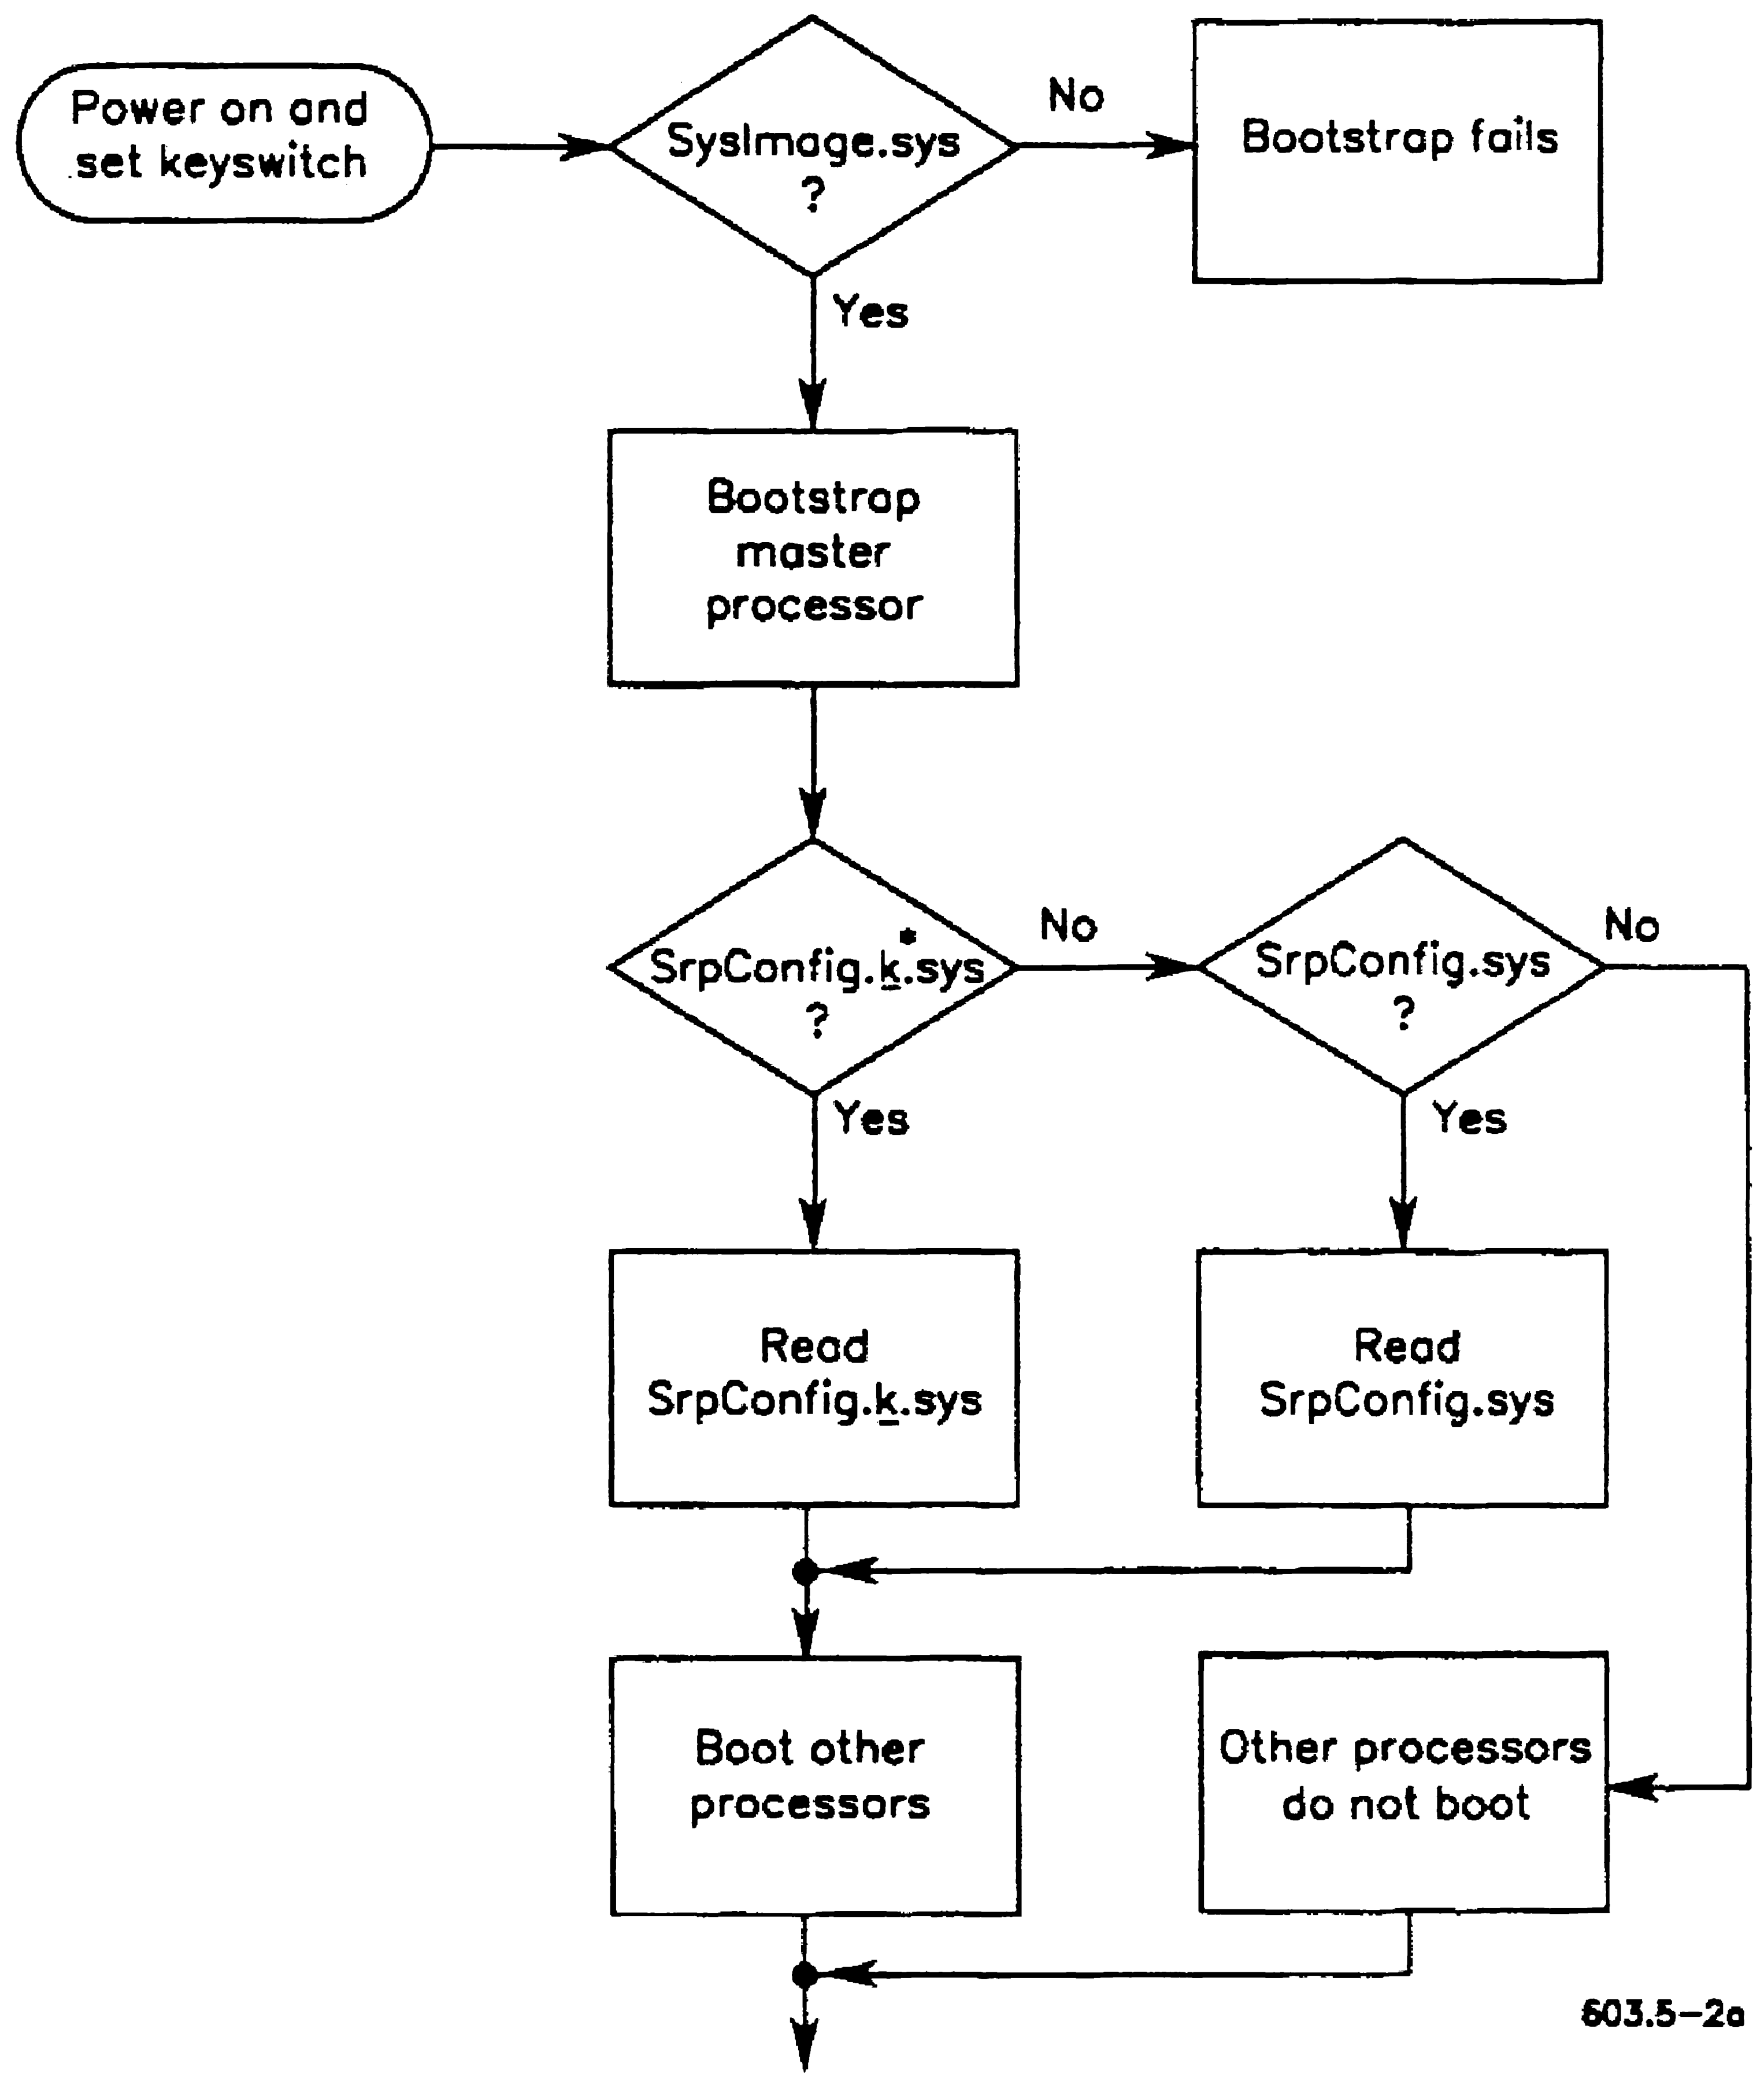 Power on and
set keyswitch
SysImage.sys
?
No
Bootstrap fails
Yes
Bootstrap
master
processor
SrpConfig.k*.sys
?
No
SrpConfig.sys
?
No
Yes
Yes
Read
SrpConfig.k.sys
Read
SrpConfig.sys
Boot other
processors
Other processors
do not boot
603.5-2a